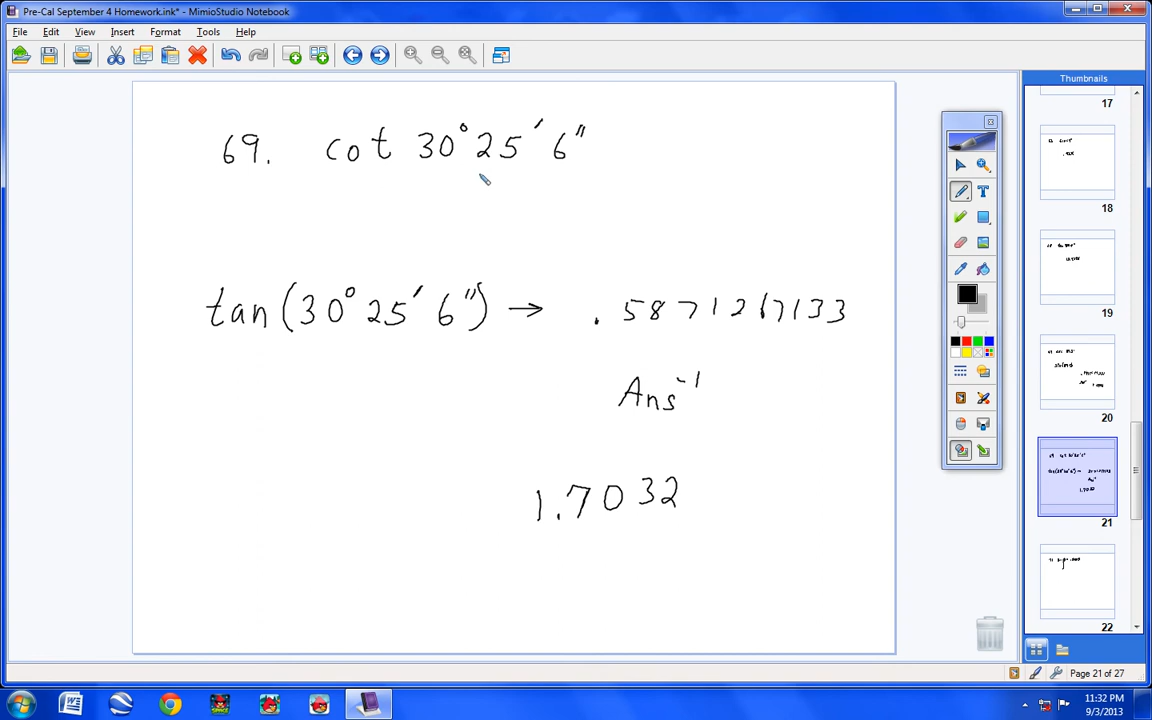 Pre-Cal September 4 Homework.ink* - MimioStudio Notebook
File Edit View Insert Format Tools Help
Thumbnails
69. cot 30° 25′ 6″
tan(30° 25′ 6″) → .5871267133
Ans⁻¹
1.7032
17
18
19
20
21
22
Page 21 of 27
11:32 PM
9/3/2013